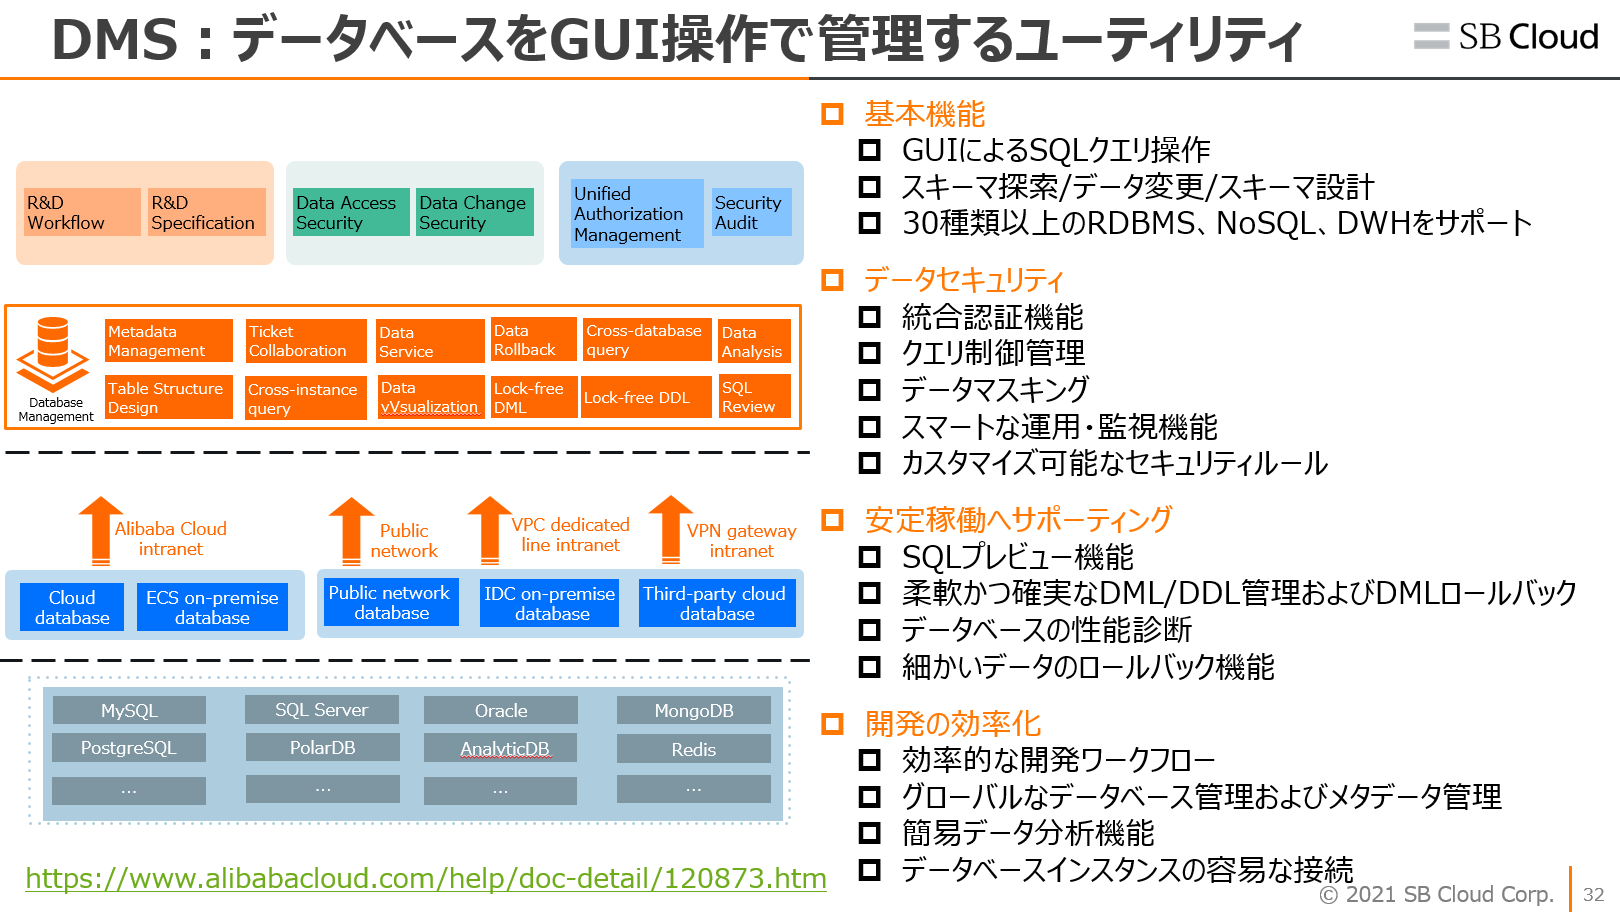 DMS：データベースをGUI操作で管理するユーティリティ
SB Cloud
R&D
Workflow
R&D
Specification
Data Access
Security
Data Change
Security
Unified
Authorization
Management
Security
Audit
Database
Management
Metadata
Management
Ticket
Collaboration
Data
Service
Data
Rollback
Cross-database
query
Data
Analysis
Table Structure
Design
Cross-instance
query
Data
vVsualization
Lock-free
DML
Lock-free DDL
SQL
Review
Alibaba Cloud
intranet
Public
network
VPC dedicated
line intranet
VPN gateway
intranet
Cloud
database
ECS on-premise
database
Public network
database
IDC on-premise
database
Third-party cloud
database
MySQL
SQL Server
Oracle
MongoDB
PostgreSQL
PolarDB
AnalyticDB
Redis
...
...
...
...
https://www.alibabacloud.com/help/doc-detail/120873.htm
基本機能
GUIによるSQLクエリ操作
スキーマ探索/データ変更/スキーマ設計
30種類以上のRDBMS、NoSQL、DWHをサポート
データセキュリティ
統合認証機能
クエリ制御管理
データマスキング
スマートな運用・監視機能
カスタマイズ可能なセキュリティルール
安定稼働へサポーティング
SQLプレビュー機能
柔軟かつ確実なDML/DDL管理およびDMLロールバック
データベースの性能診断
細かいデータのロールバック機能
開発の効率化
効率的な開発ワークフロー
グローバルなデータベース管理およびメタデータ管理
簡易データ分析機能
データベースインスタンスの容易な接続
© 2021 SB Cloud Corp.
32